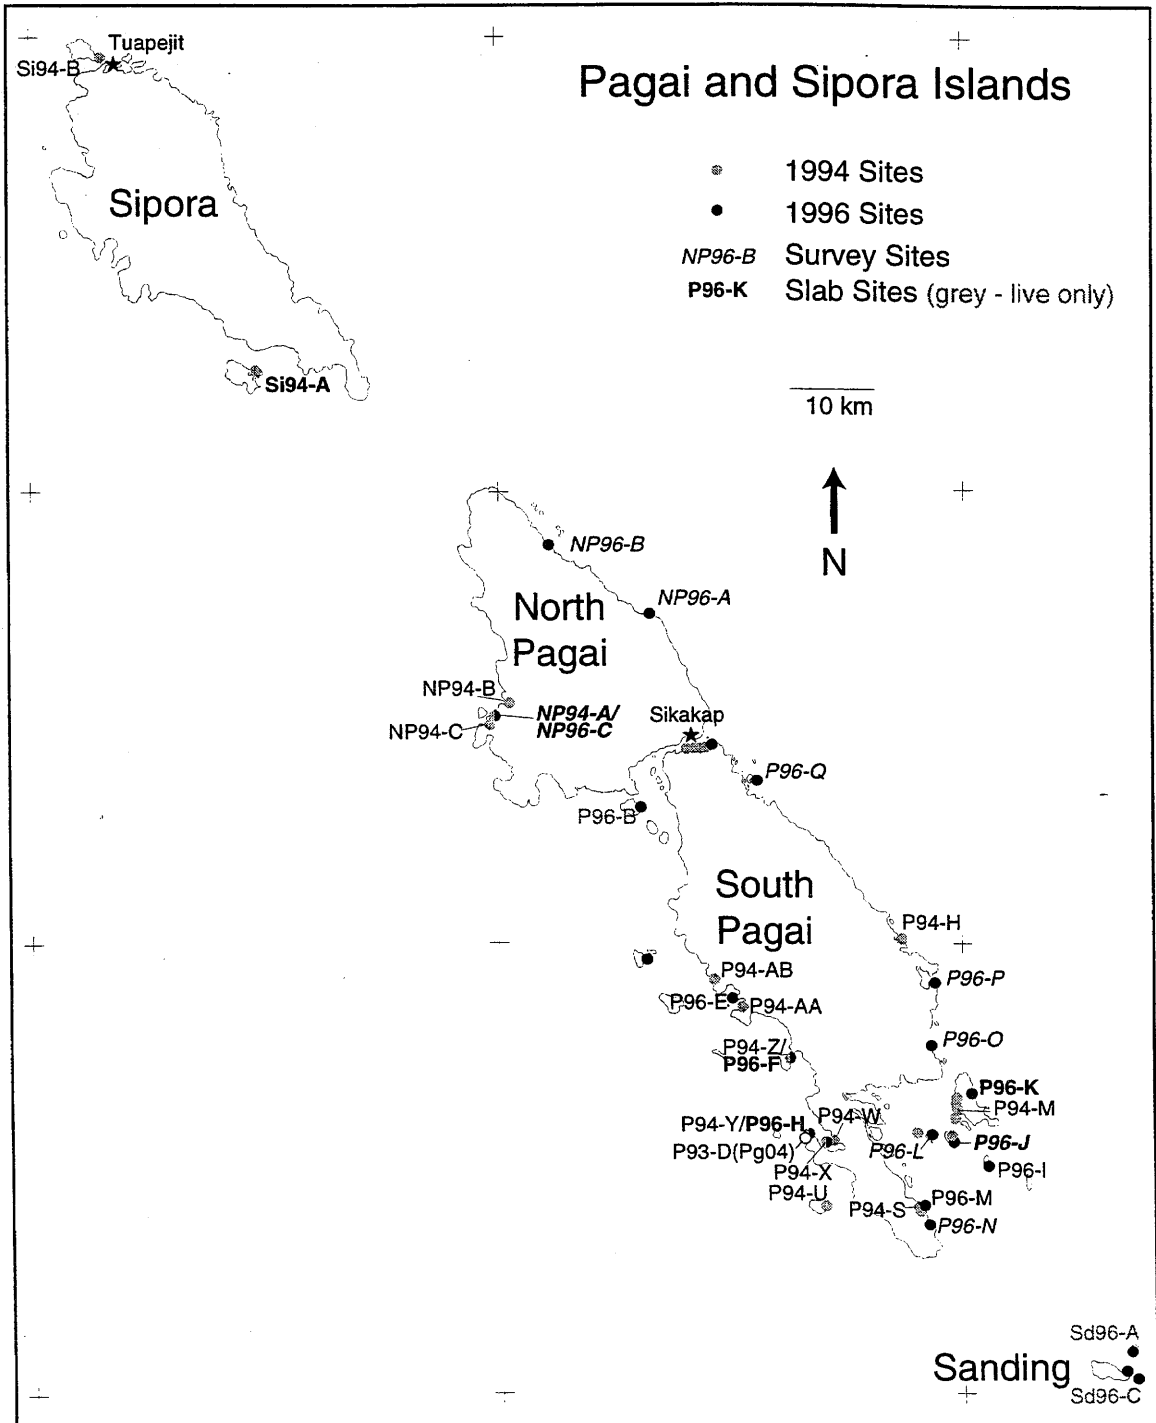 Tuapejit
Si94-B
Pagai and Sipora Islands
1994 Sites
1996 Sites
NP96-B Survey Sites
P96-K Slab Sites (grey - live only)
Sipora
Si94-A
10 km
N
NP96-B
NP96-A
North
Pagai
NP94-B
NP94-A/
NP96-C
NP94-C
Sikakap
P96-Q
P96-B
South
Pagai
P94-H
P94-AB
P96-P
P96-E
P94-AA
P94-Z/
P96-F
P96-O
P96-K
P94-M
P94-Y/P96-H
P94-W
P93-D(Pg04)
P96-L
P96-J
P94-X
P96-I
P94-U
P94-S
P96-M
P96-N
Sd96-A
Sanding
Sd96-C